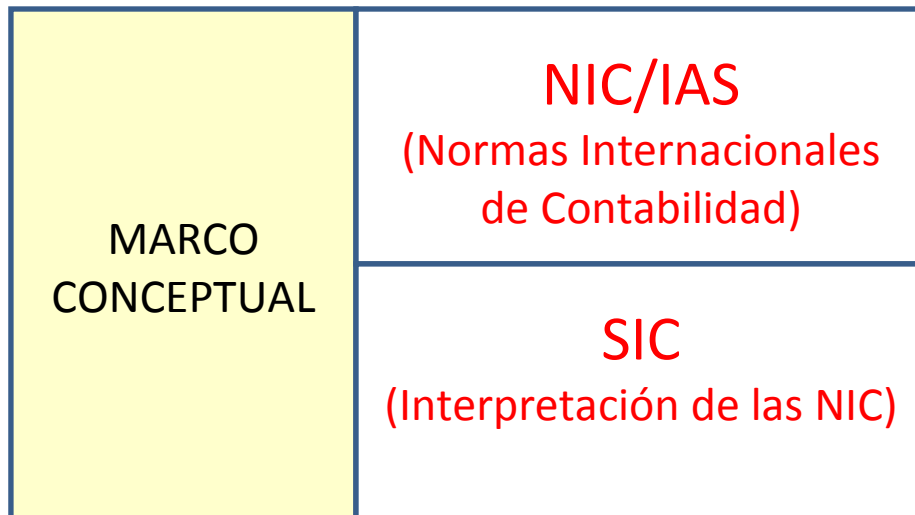 MARCO
CONCEPTUAL
NIC/IAS
(Normas Internacionales
de Contabilidad)
SIC
(Interpretación de las NIC)